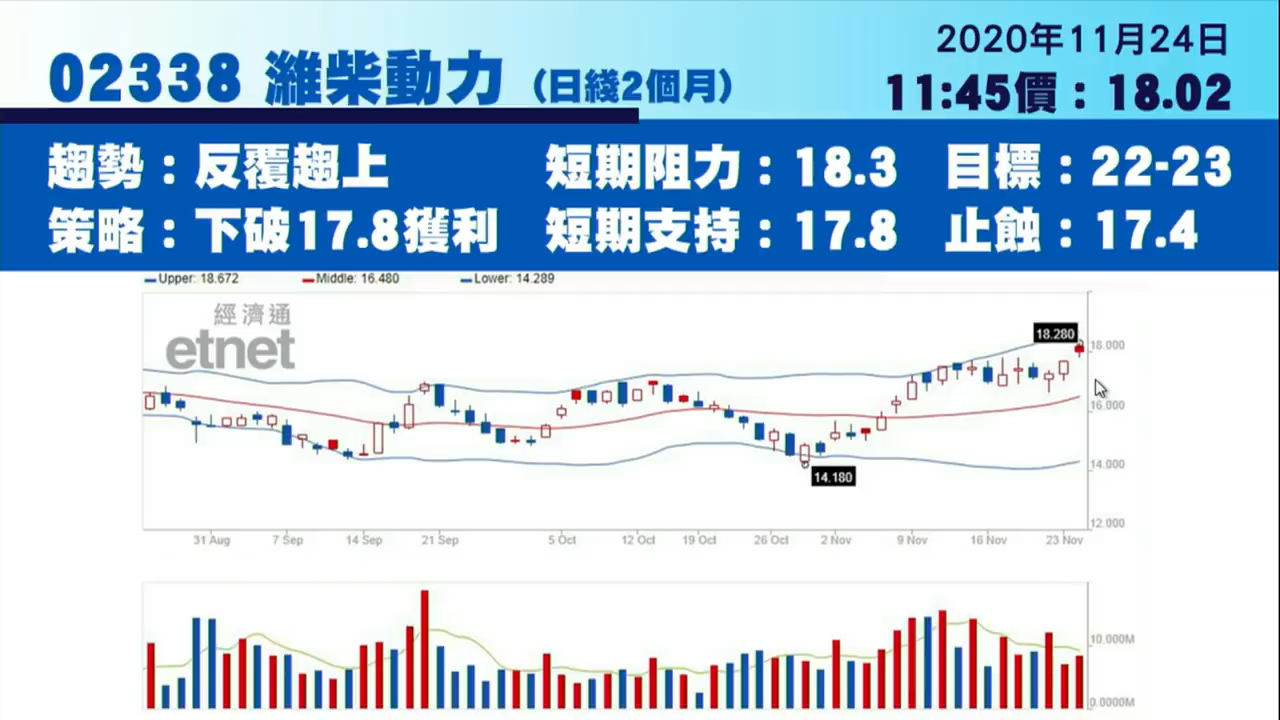 2020年11月24日
02338 濰柴動力 (日綫2個月)
11:45價：18.02
趨勢：反覆趨上 短期阻力：18.3 目標：22-23
策略：下破17.8獲利 短期支持：17.8 止蝕：17.4
Upper: 18.672 Middle: 16.480 Lower: 14.289
經濟通
etnet
18.280
18.000
16.000
14.000
14.180
12.000
31 Aug 7 Sep 14 Sep 21 Sep 5 Oct 12 Oct 19 Oct 26 Oct 2 Nov 9 Nov 16 Nov 23 Nov
10.000M
0.0000M